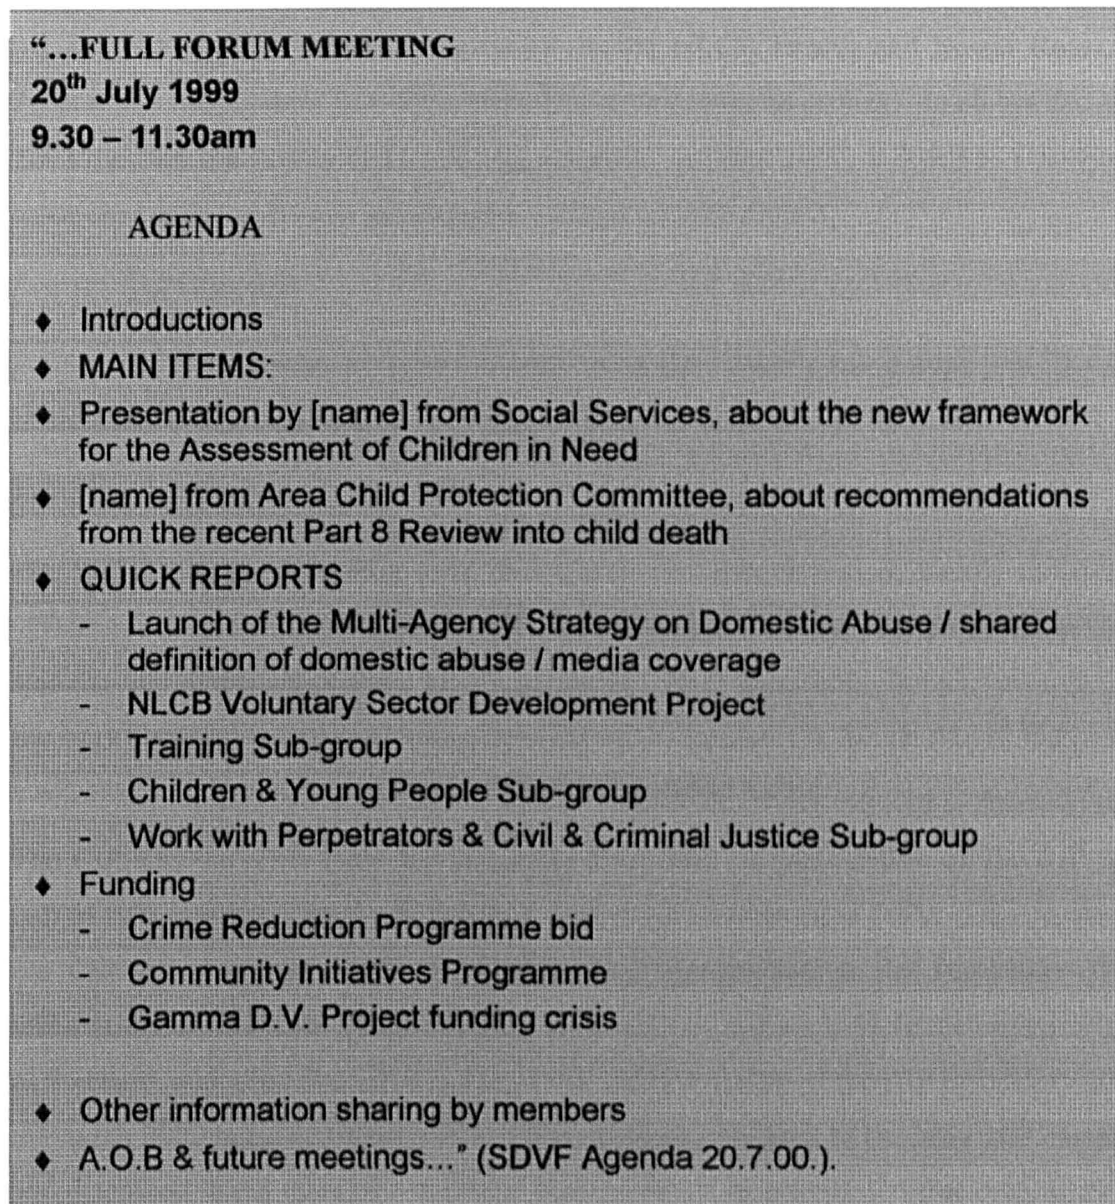 “...FULL FORUM MEETING
20th July 1999
9.30 – 11.30am
AGENDA
♦ Introductions
♦ MAIN ITEMS:
♦ Presentation by [name] from Social Services, about the new framework
for the Assessment of Children in Need
♦ [name] from Area Child Protection Committee, about recommendations
from the recent Part 8 Review into child death
♦ QUICK REPORTS
- Launch of the Multi-Agency Strategy on Domestic Abuse / shared
definition of domestic abuse / media coverage
- NLCB Voluntary Sector Development Project
- Training Sub-group
- Children & Young People Sub-group
- Work with Perpetrators & Civil & Criminal Justice Sub-group
♦ Funding
- Crime Reduction Programme bid
- Community Initiatives Programme
- Gamma D.V. Project funding crisis
♦ Other information sharing by members
♦ A.O.B & future meetings...” (SDVF Agenda 20.7.00.).